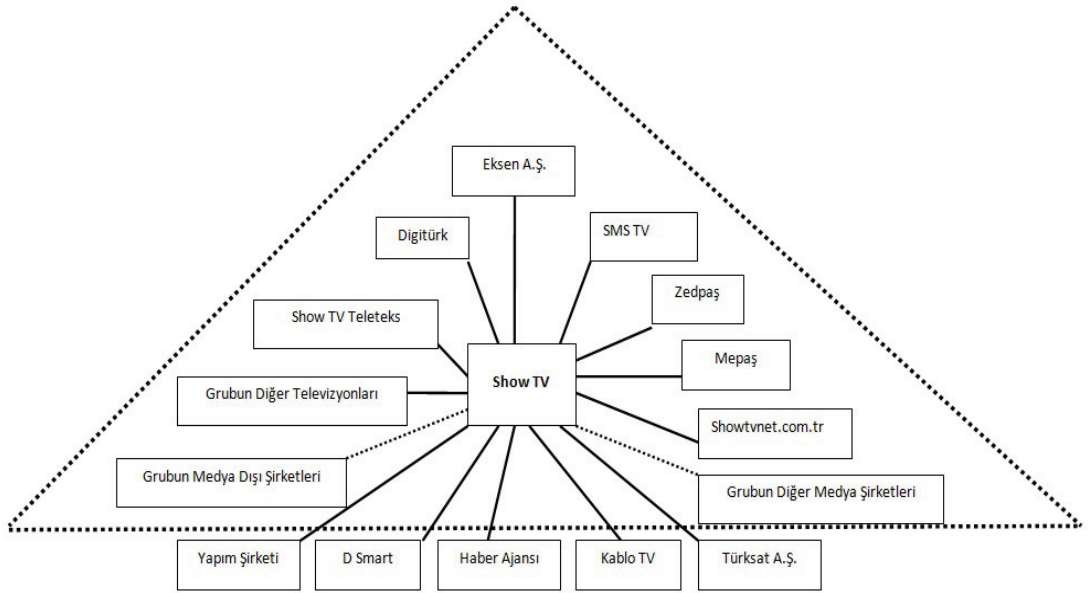 Eksen A.Ş.
Digitürk
SMS TV
Zedpaş
Show TV Teleteks
Show TV
Mepaş
Grubun Diğer Televizyonları
Showtvnet.com.tr
Grubun Medya Dışı Şirketleri
Grubun Diğer Medya Şirketleri
Yapım Şirketi
D Smart
Haber Ajansı
Kablo TV
Türksat A.Ş.